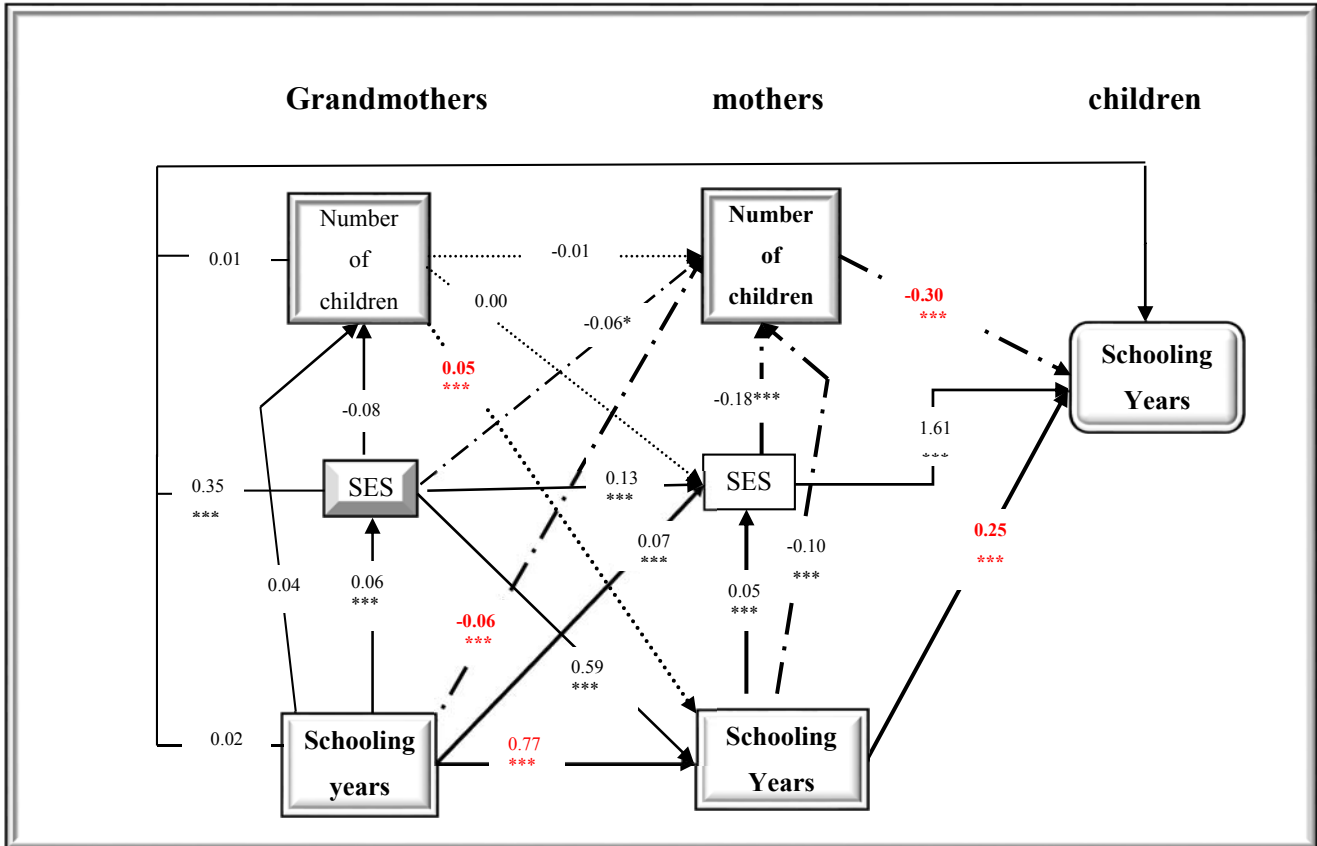 Grandmothers mothers children
Number
of
children
Number
of
children
0.01
-0.01
0.00
-0.06*
-0.30
***
0.05
***
Schooling
Years
-0.08
-0.18***
1.61
***
SES
SES
0.35
***
0.13
***
0.07
***
-0.10
***
0.25
***
0.04
0.06
***
0.05
***
-0.06
***
0.59
***
0.02
Schooling
years
0.77
***
Schooling
Years